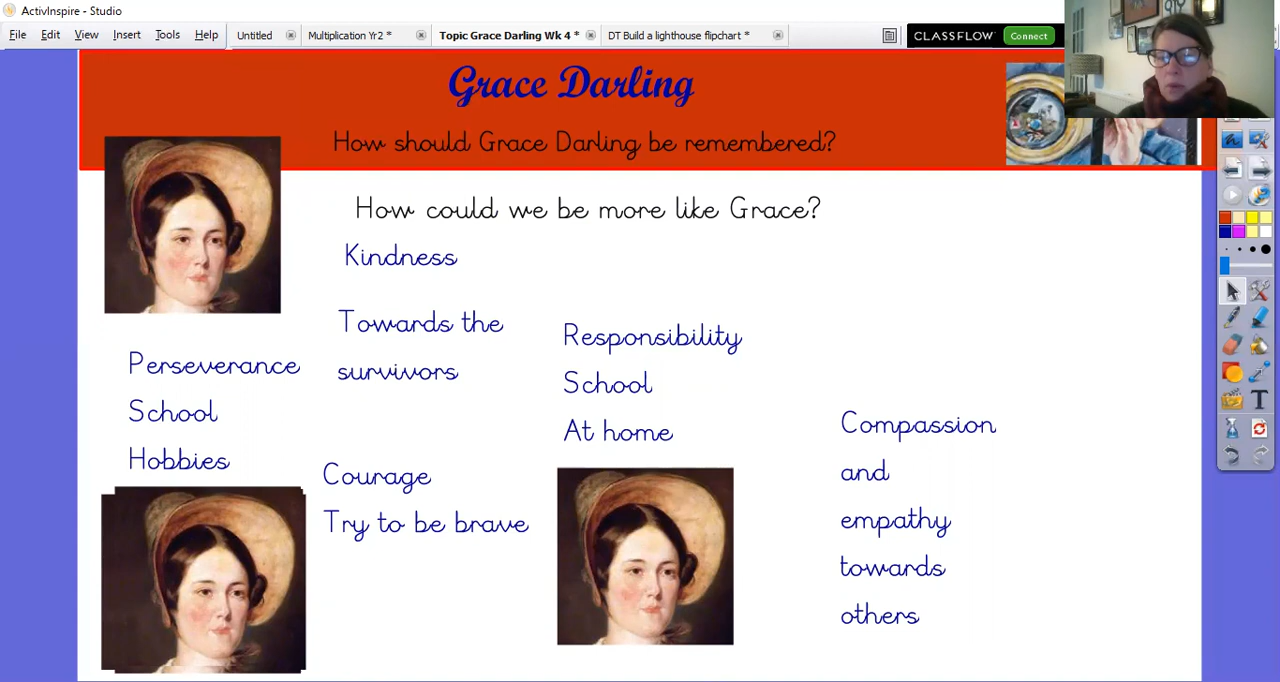 ActivInspire - Studio
File Edit View Insert Tools Help Untitled Multiplication Yr2 * Topic Grace Darling Wk 4 * DT Build a lighthouse flipchart * CLASSFLOW Connect
Grace Darling
How should Grace Darling be remembered?
How could we be more like Grace?
Kindness
Towards the
survivors
Perseverance
School
Hobbies
Courage
Try to be brave
Responsibility
School
At home
Compassion
and
empathy
towards
others